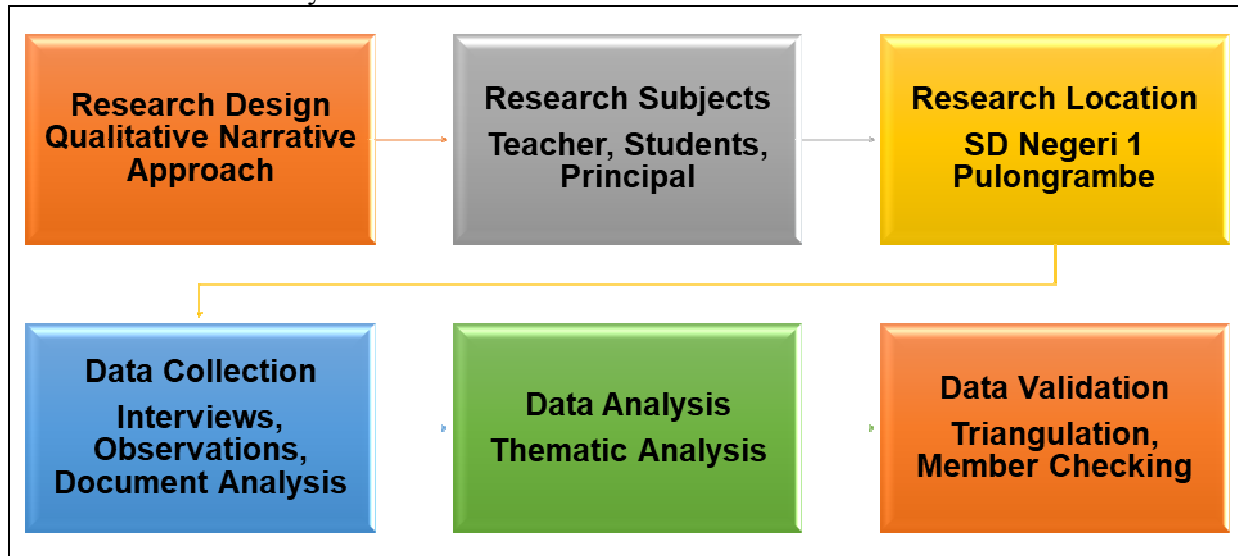 Research Design
Qualitative Narrative
Approach
Research Subjects
Teacher, Students,
Principal
Research Location
SD Negeri 1
Pulongrambe
Data Collection
Interviews,
Observations,
Document Analysis
Data Analysis
Thematic Analysis
Data Validation
Triangulation,
Member Checking